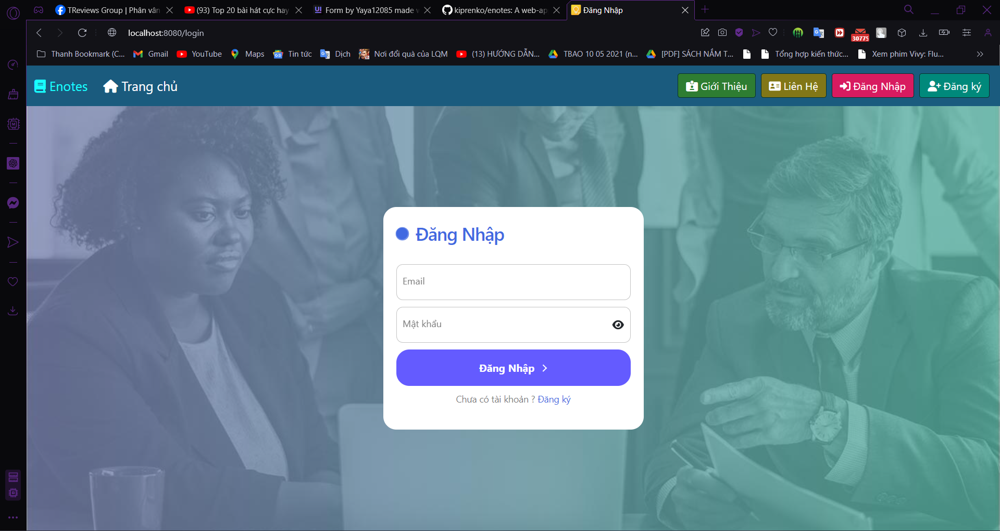 TReviews Group | Phân vân
(93) Top 20 bài hát cực hay
UI Form by Yaya12085 made w
kiprenko/enotes: A web-ap
Đăng Nhập
localhost:8080/login
30775
Thanh Bookmark (C...
Gmail
YouTube
Maps
Tin tức
Dịch
Nơi đổi quà của LQM
(13) HƯỚNG DẪN...
TBAO 10 05 2021 (n...
[PDF] SÁCH NẮM T...
Tổng hợp kiến thức...
Xem phim Vivy: Flu...
Enotes
Trang chủ
Giới Thiệu
Liên Hệ
Đăng Nhập
Đăng ký
Đăng Nhập
Email
Mật khẩu
Đăng Nhập
Chưa có tài khoản ? Đăng ký